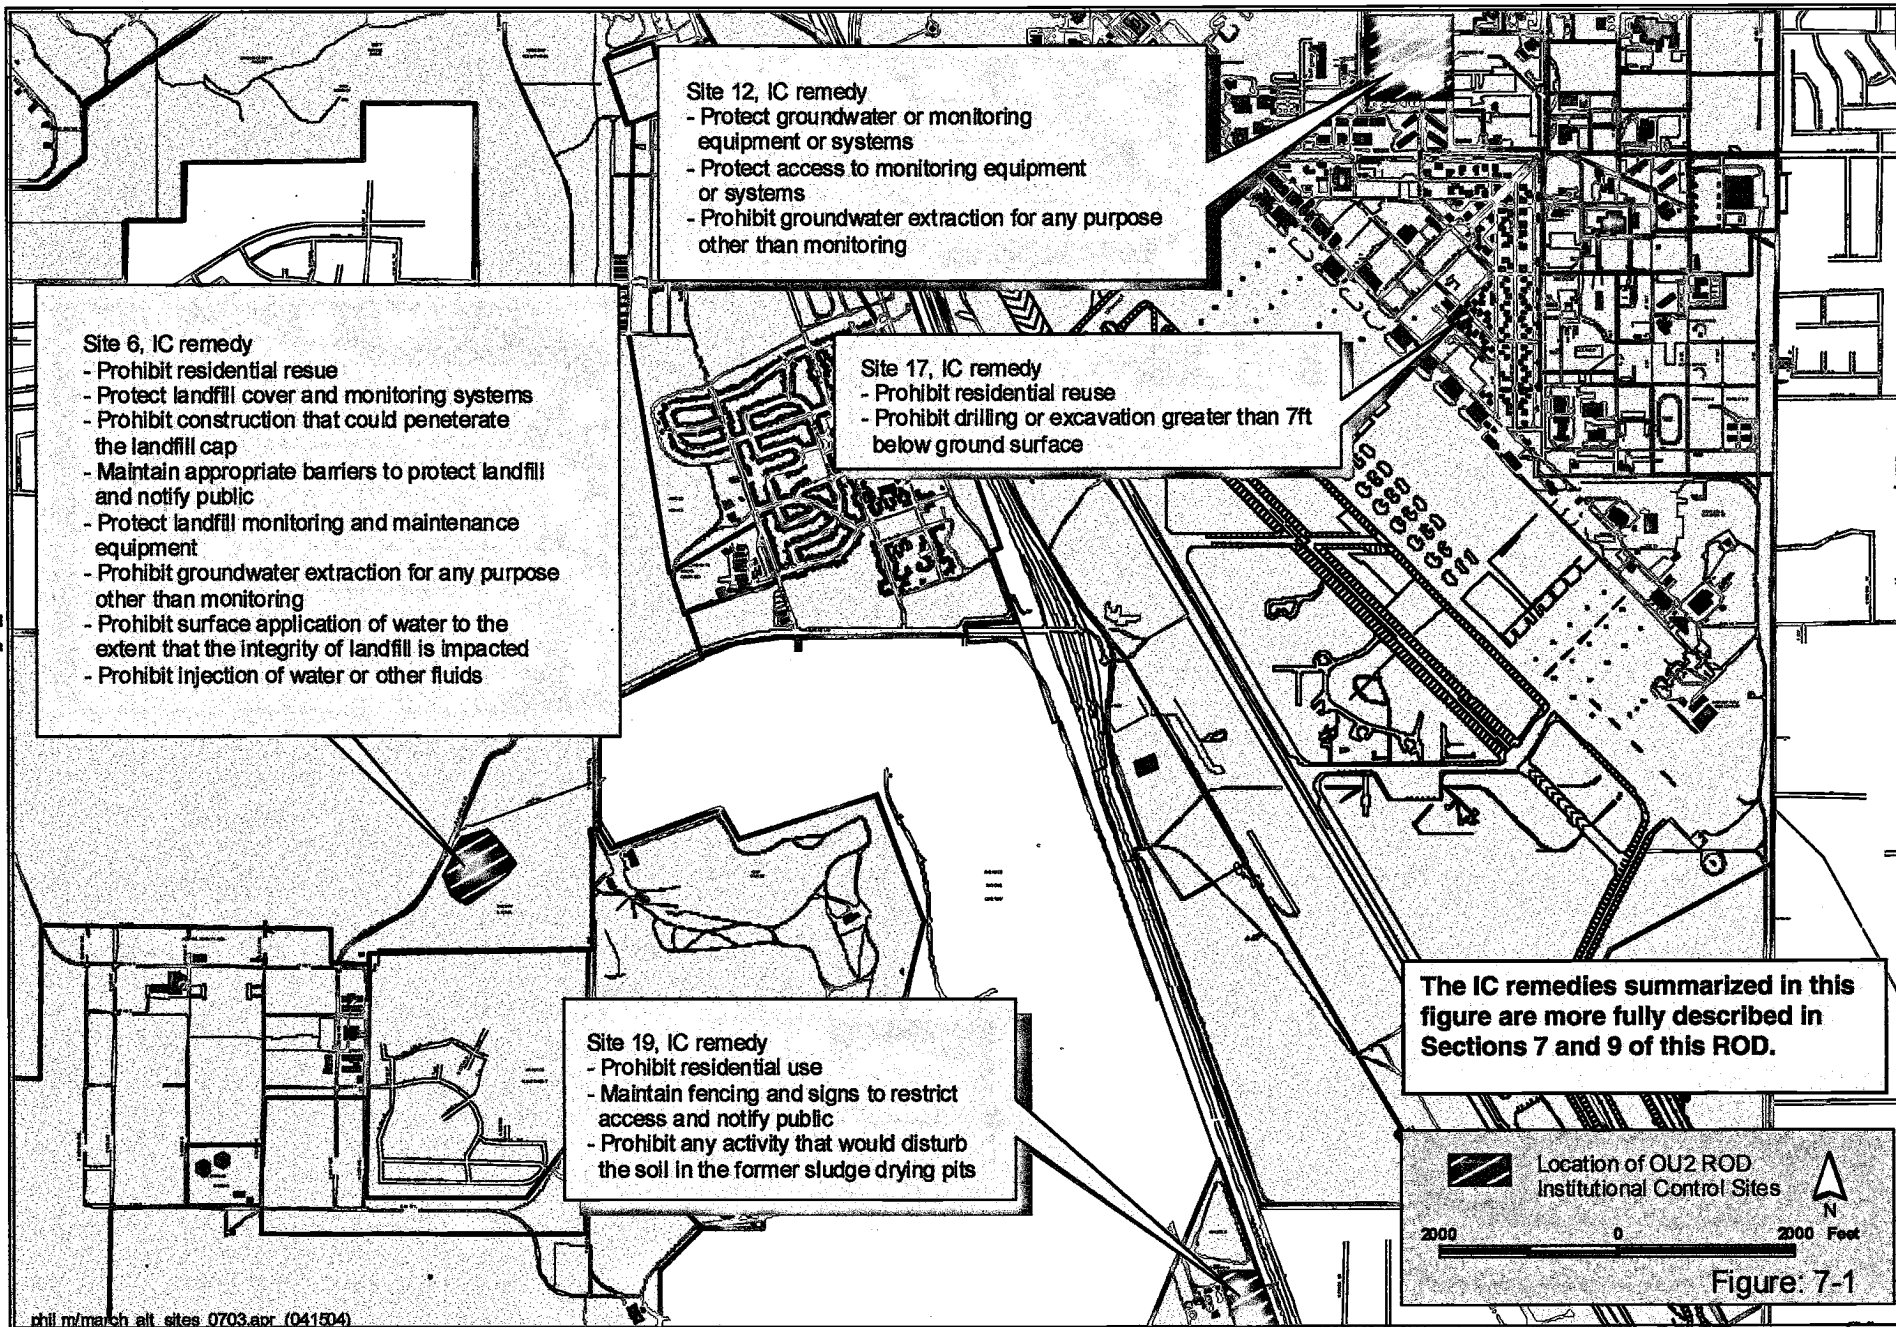 Site 12, IC remedy
- Protect groundwater or monitoring
equipment or systems
- Protect access to monitoring equipment
or systems
- Prohibit groundwater extraction for any purpose
other than monitoring
Site 6, IC remedy
- Prohibit residential resue
- Protect landfill cover and monitoring systems
- Prohibit construction that could peneterate
the landfill cap
- Maintain appropriate barriers to protect landfill
and notify public
- Protect landfill monitoring and maintenance
equipment
- Prohibit groundwater extraction for any purpose
other than monitoring
- Prohibit surface application of water to the
extent that the integrity of landfill is impacted
- Prohibit injection of water or other fluids
Site 17, IC remedy
- Prohibit residential reuse
- Prohibit drilling or excavation greater than 7ft
below ground surface
Site 19, IC remedy
- Prohibit residential use
- Maintain fencing and signs to restrict
access and notify public
- Prohibit any activity that would disturb
the soil in the former sludge drying pits
The IC remedies summarized in this
figure are more fully described in
Sections 7 and 9 of this ROD.
Location of OU2 ROD
Institutional Control Sites
N
2000 0 2000 Feet
Figure: 7-1
phil m/march alt sites 0703.apr (041504)